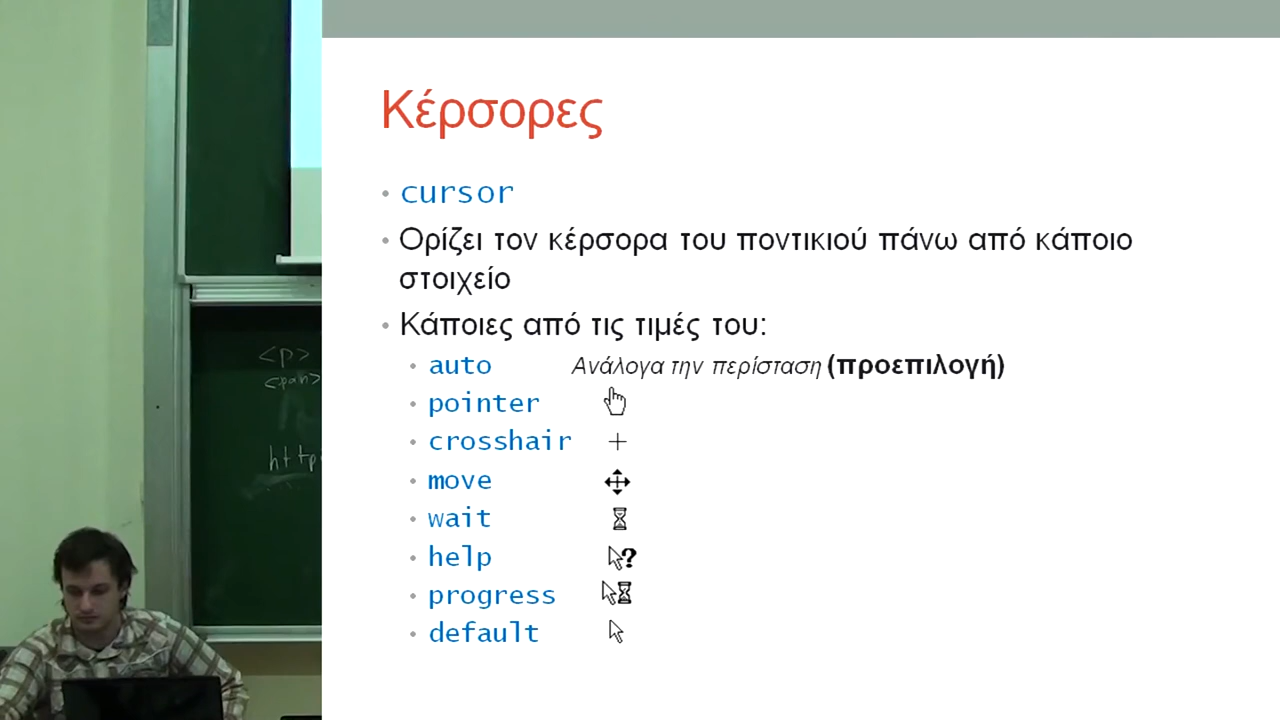 Κέρσορες
cursor
Ορίζει τον κέρσορα του ποντικιού πάνω από κάποιο
στοιχείο
Κάποιες από τις τιμές του:
auto Ανάλογα την περίσταση (προεπιλογή)
pointer
crosshair
move
wait
help
progress
default
<p>
http